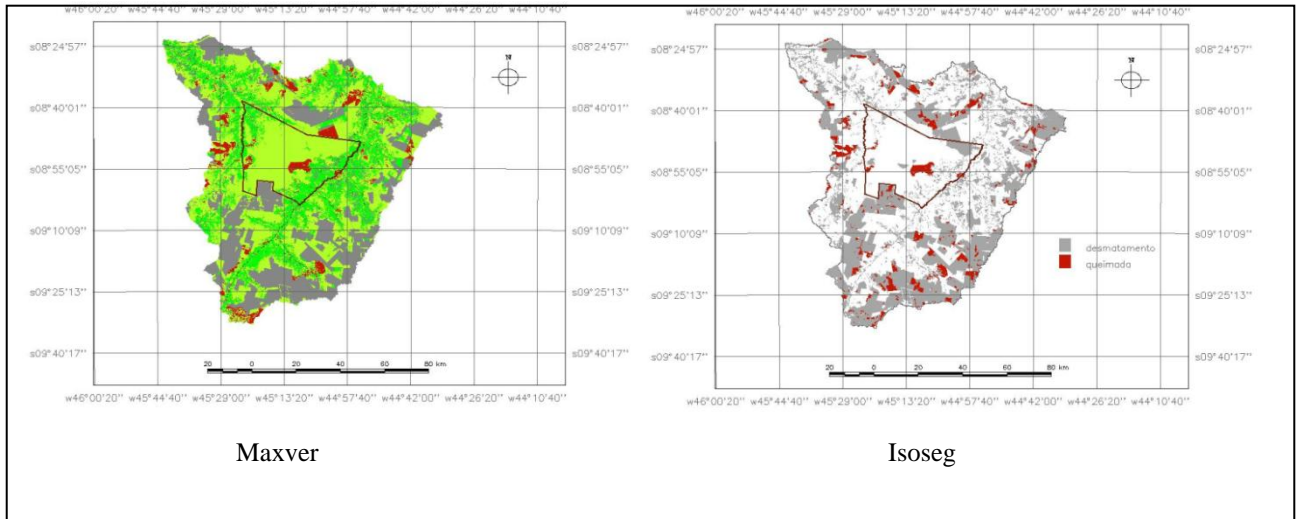 w46°00'20'' w45°44'40'' w45°29'00'' w45°13'20'' w44°57'40'' w44°42'00'' w44°26'20'' w44°10'40''
s08°24'57'' s08°24'57''
N
s08°40'01'' s08°40'01''
s08°55'05'' s08°55'05''
s09°10'09'' s09°10'09''
s09°25'13'' s09°25'13''
s09°40'17'' s09°40'17''
20 0 20 40 60 80 km
w46°00'20'' w45°44'40'' w45°29'00'' w45°13'20'' w44°57'40'' w44°42'00'' w44°26'20'' w44°10'40''
Maxver
w46°00'20'' w45°44'40'' w45°29'00'' w45°13'20'' w44°57'40'' w44°42'00'' w44°26'20'' w44°10'40''
s08°24'57'' s08°24'57''
N
s08°40'01'' s08°40'01''
s08°55'05'' s08°55'05''
s09°10'09'' s09°10'09''
desmatamento
queimada
s09°25'13'' s09°25'13''
s09°40'17'' s09°40'17''
20 0 20 40 60 80 km
w46°00'20'' w45°44'40'' w45°29'00'' w45°13'20'' w44°57'40'' w44°42'00'' w44°26'20'' w44°10'40''
Isoseg